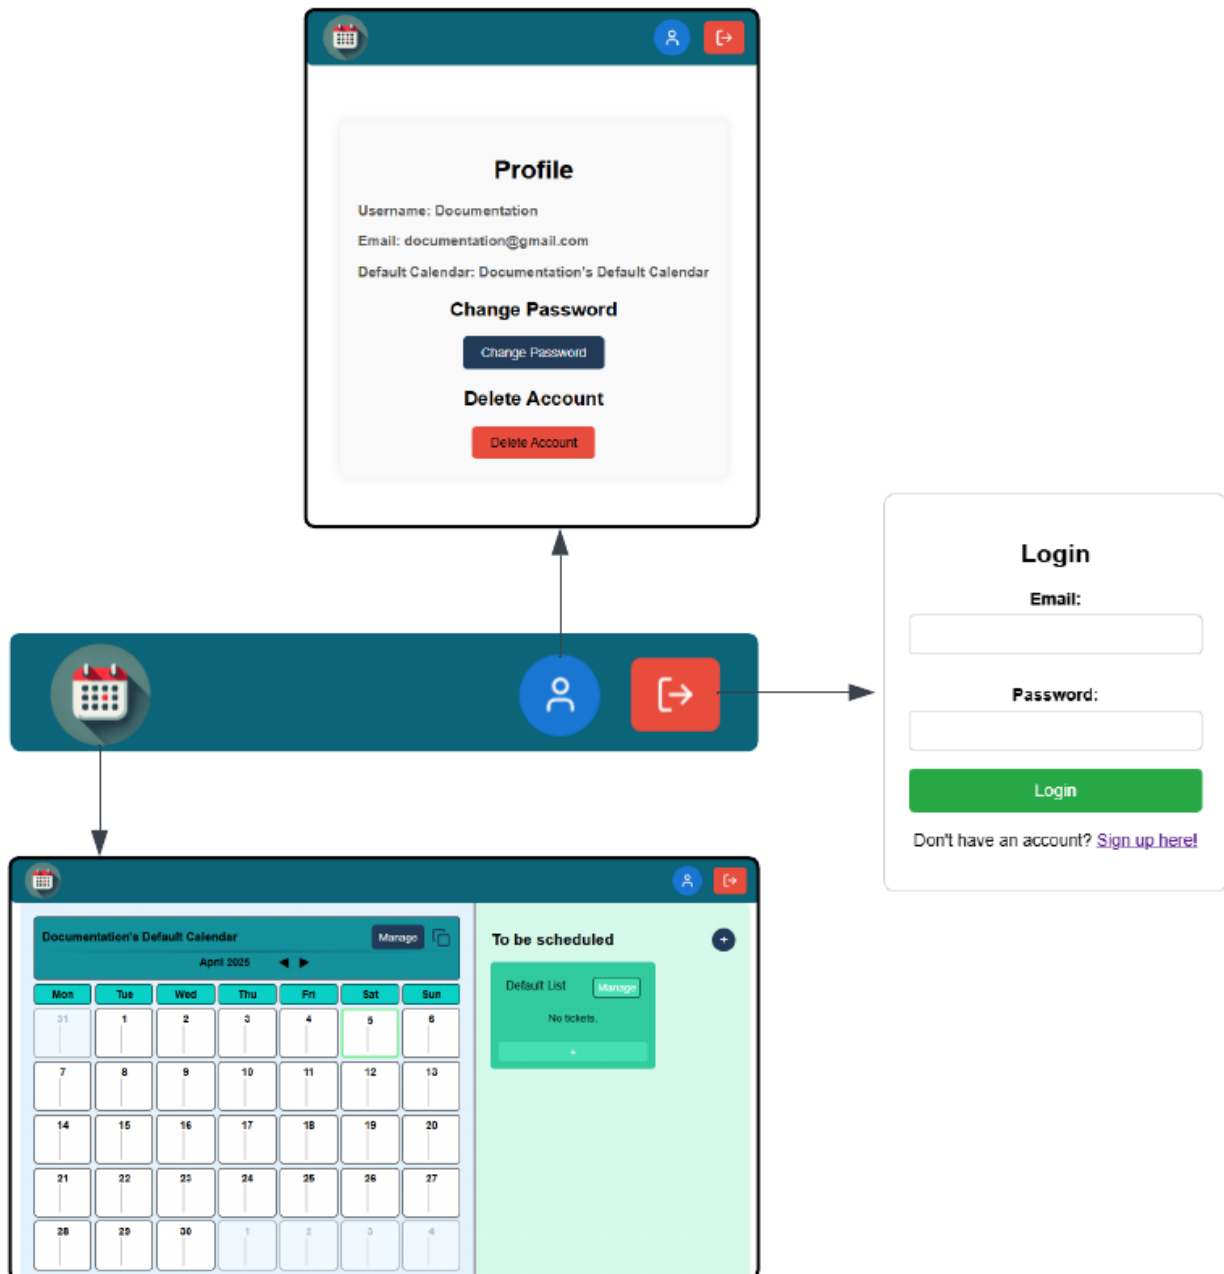 Profile
Username: Documentation
Email: documentation@gmail.com
Default Calendar: Documentation's Default Calendar
Change Password
Change Password
Delete Account
Delete Account
Login
Email:
Password:
Login
Don't have an account? Sign up here!
Documentation's Default Calendar
Manage
April 2025
Mon Tue Wed Thu Fri Sat Sun
31 1 2 3 4 5 6
7 8 9 10 11 12 13
14 15 16 17 18 19 20
21 22 23 24 25 26 27
28 29 30 1 2 3 4
To be scheduled
+
Default List
Manage
No tickets.
+